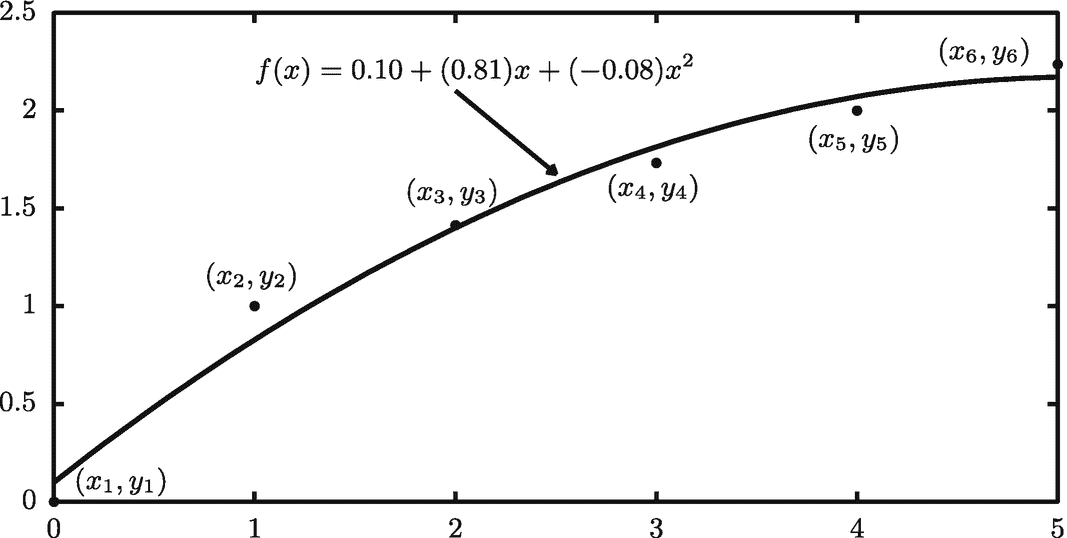 2.5
f(x) = 0.10 + (0.81)x + (−0.08)x²
(x₆, y₆)
2
(x₅, y₅)
(x₃, y₃)
(x₄, y₄)
1.5
(x₂, y₂)
1
0.5
(x₁, y₁)
0
0 1 2 3 4 5